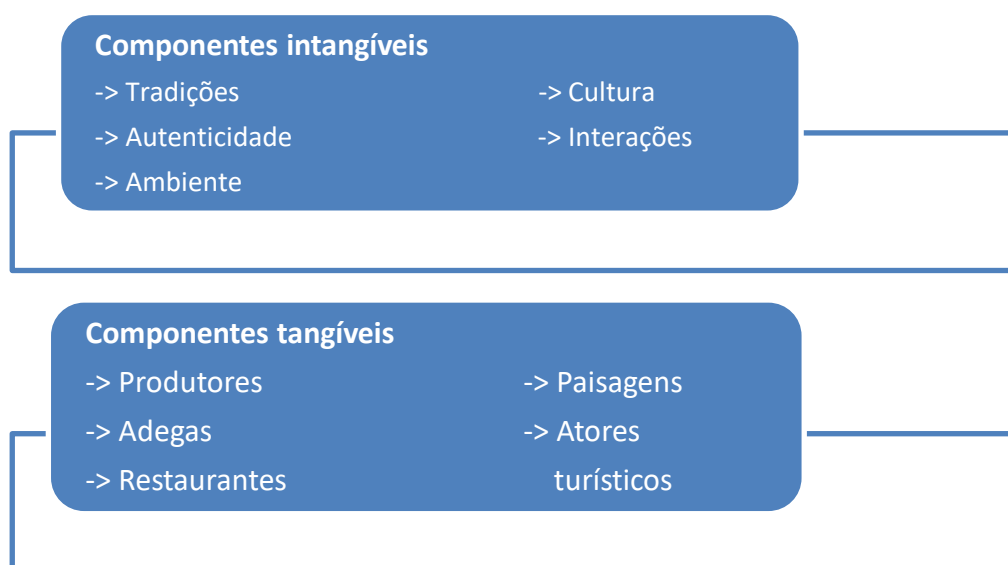 Componentes intangíveis
-> Tradições -> Cultura
-> Autenticidade -> Interações
-> Ambiente
Componentes tangíveis
-> Produtores -> Paisagens
-> Adegas -> Atores
-> Restaurantes turísticos